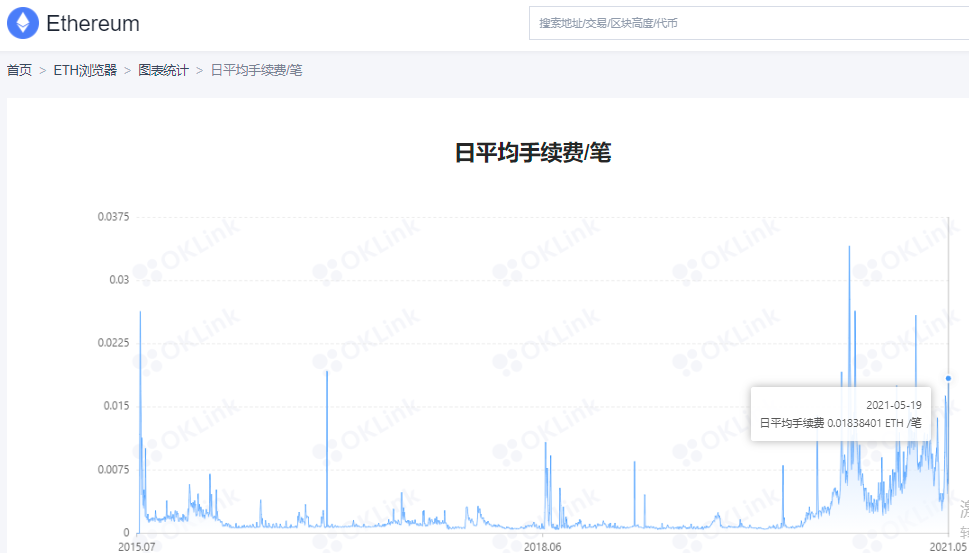 Ethereum
搜索地址/交易/区块高度/代币
首页 > ETH浏览器 > 图表统计 > 日平均手续费/笔
日平均手续费/笔
0.0375
0.03
0.0225
0.015
0.0075
0
2021-05-19
日平均手续费 0.01838401 ETH /笔
2015.07
2018.06
2021.05
OKLink
OKLink
OKLink
OKLink
OKLink
OKLink
OKLink
OKLink
OKLink
OKLink
OKLink
OKLink
OKLink
OKLink